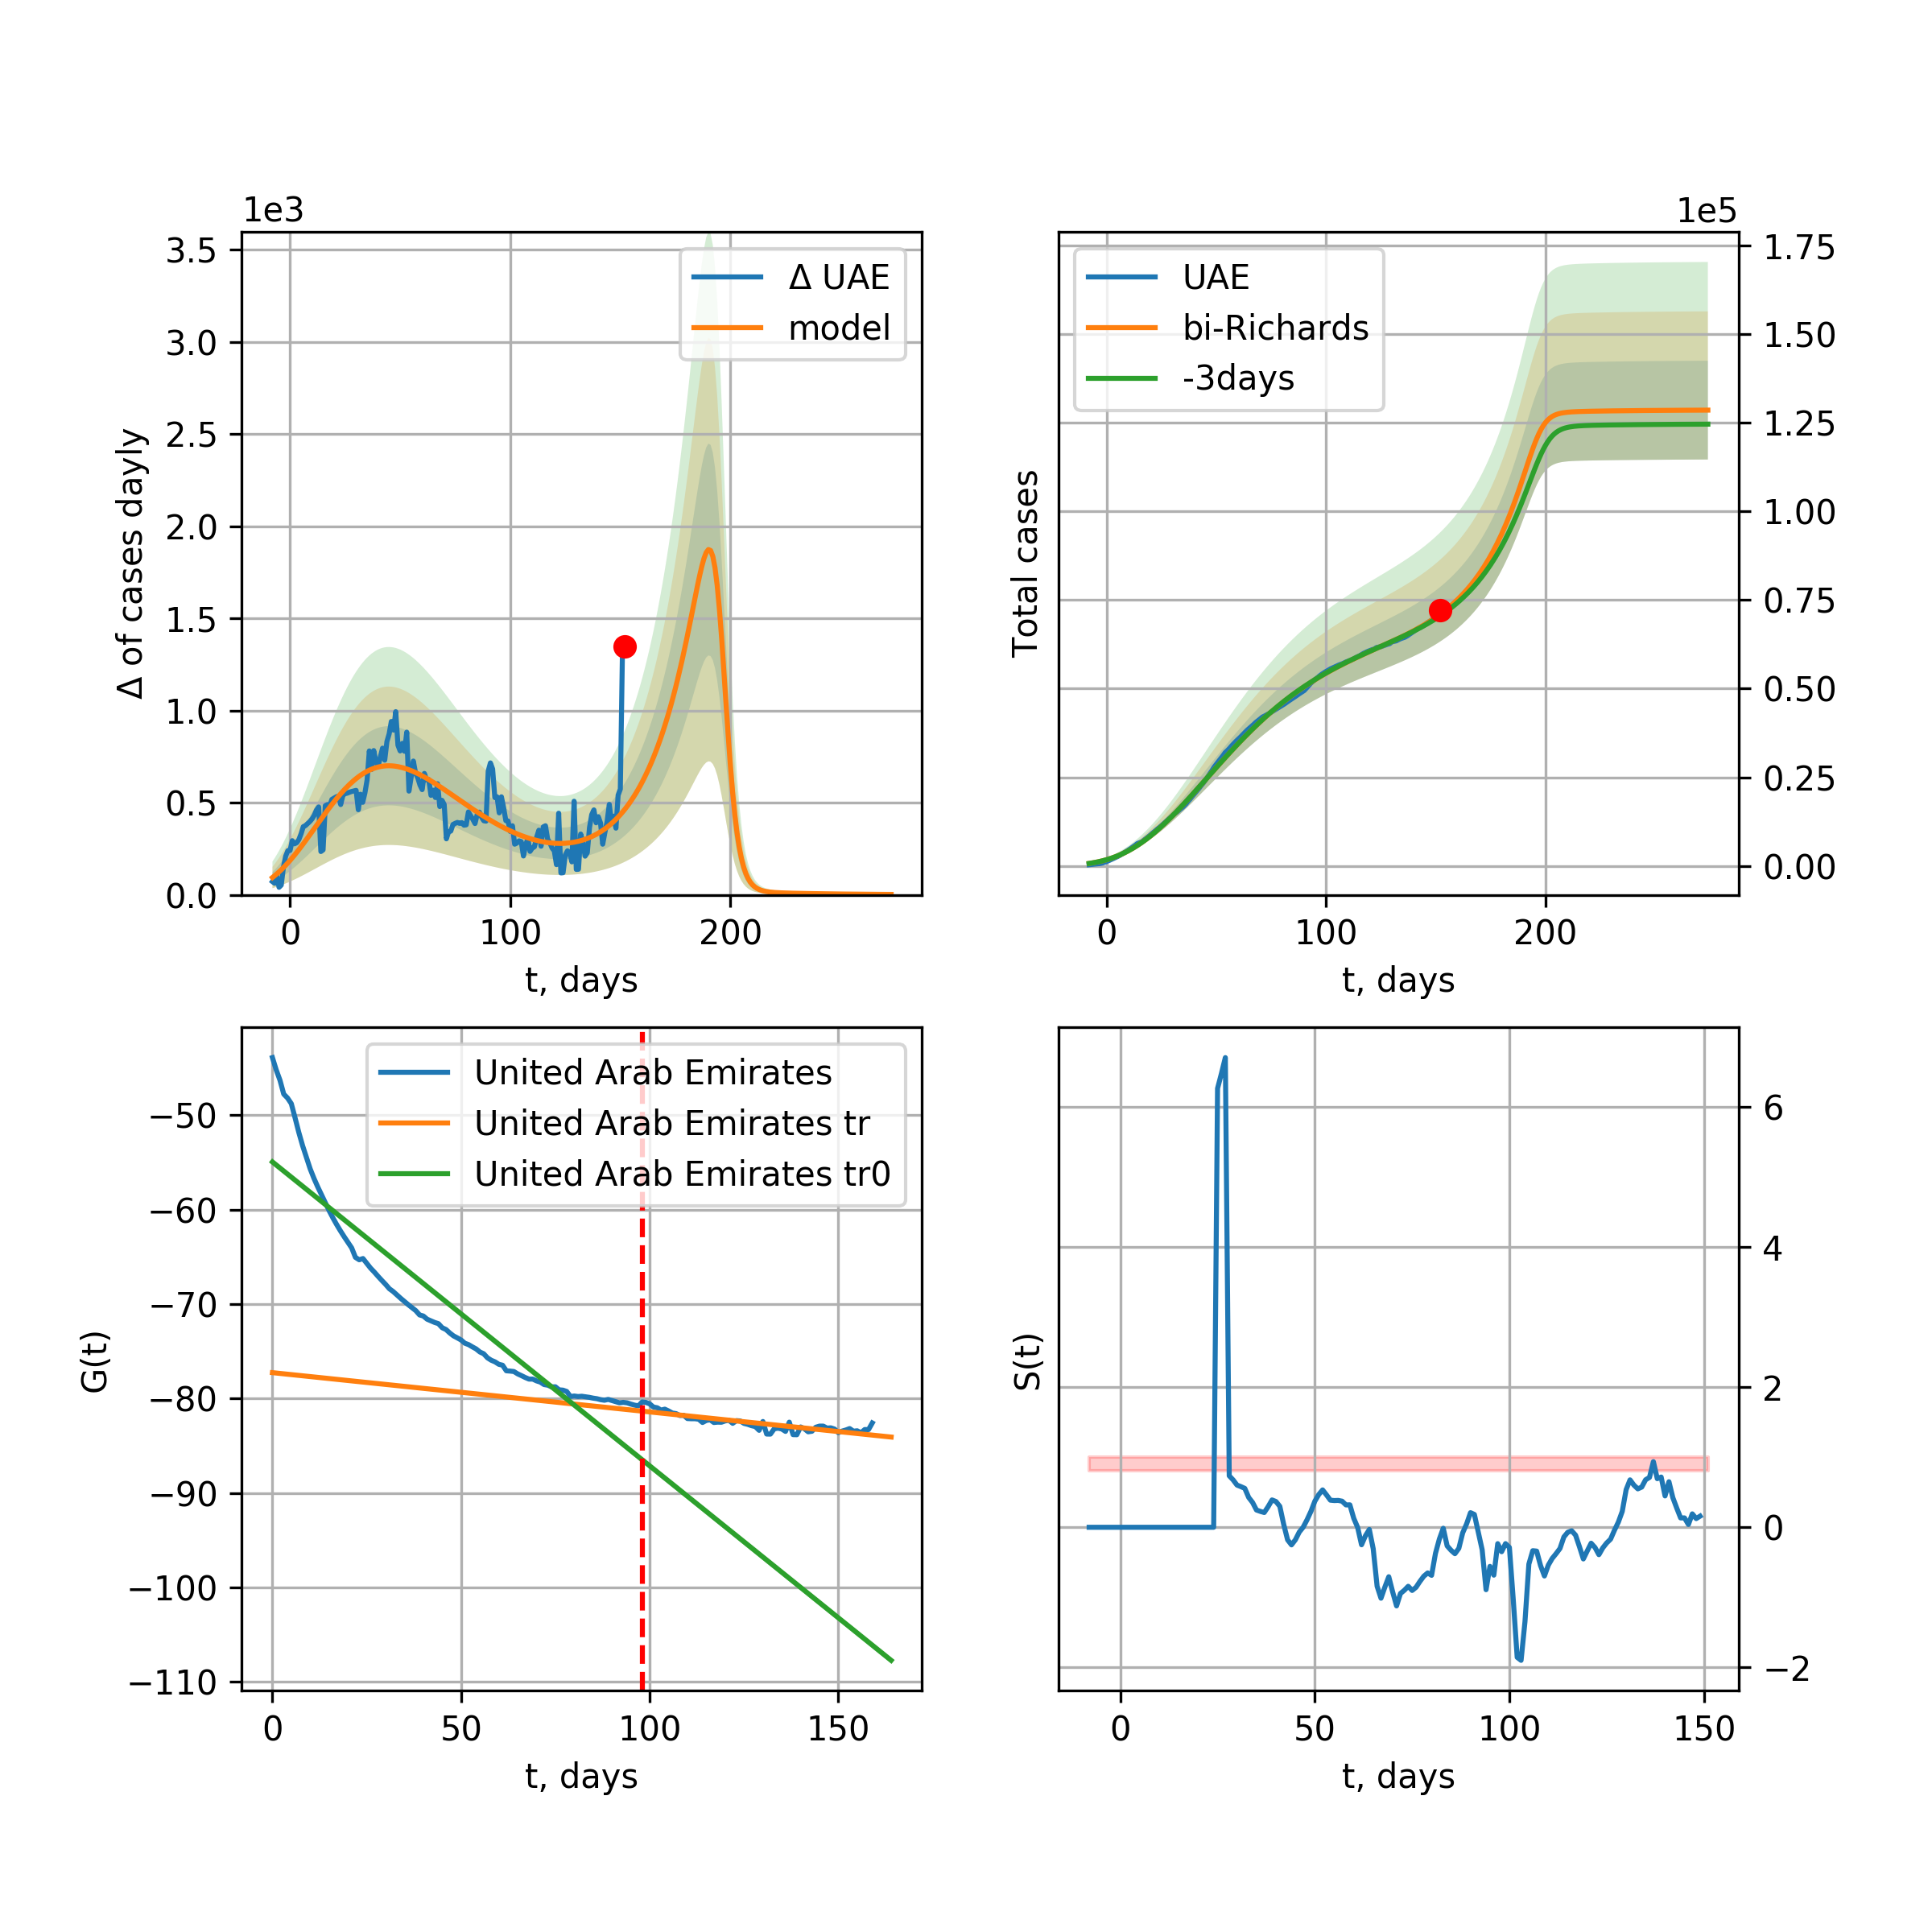 1e3
3.5
3.0
2.5
2.0
1.5
1.0
0.5
0.0
Δ of cases dayly
Δ UAE
model
0 100 200
t, days
1e5
1.75
1.50
1.25
1.00
0.75
0.50
0.25
0.00
Total cases
UAE
bi-Richards
-3days
0 100 200
t, days
−50
−60
−70
−80
−90
−100
−110
G(t)
United Arab Emirates
United Arab Emirates tr
United Arab Emirates tr0
0 50 100 150
t, days
6
4
2
0
−2
S(t)
0 50 100 150
t, days